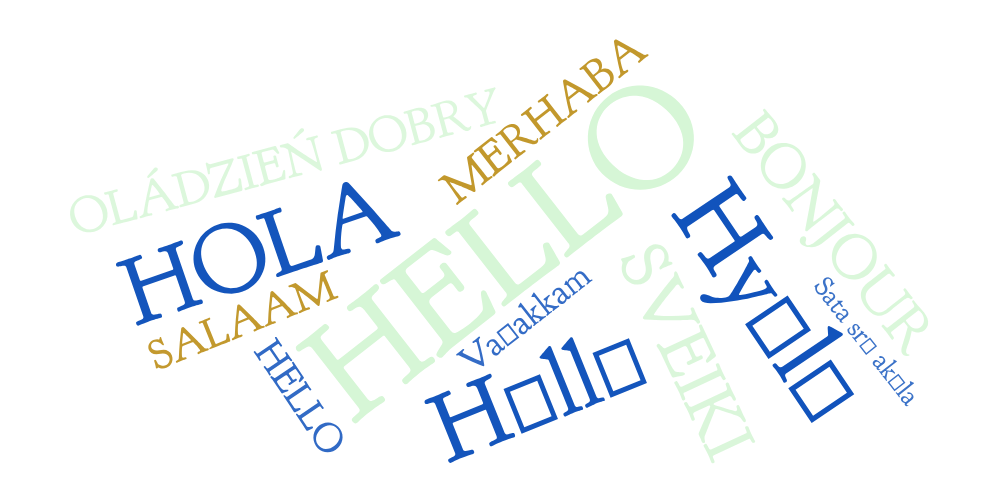 MERHABA
OLÁDZIEŃ DOBRY
HELLO
BONJOUR
HOLA
Hy□l□
SVEIKI
SALAAM
Va□akkam
Sata sr□ ak□la
HELLO
H□ll□